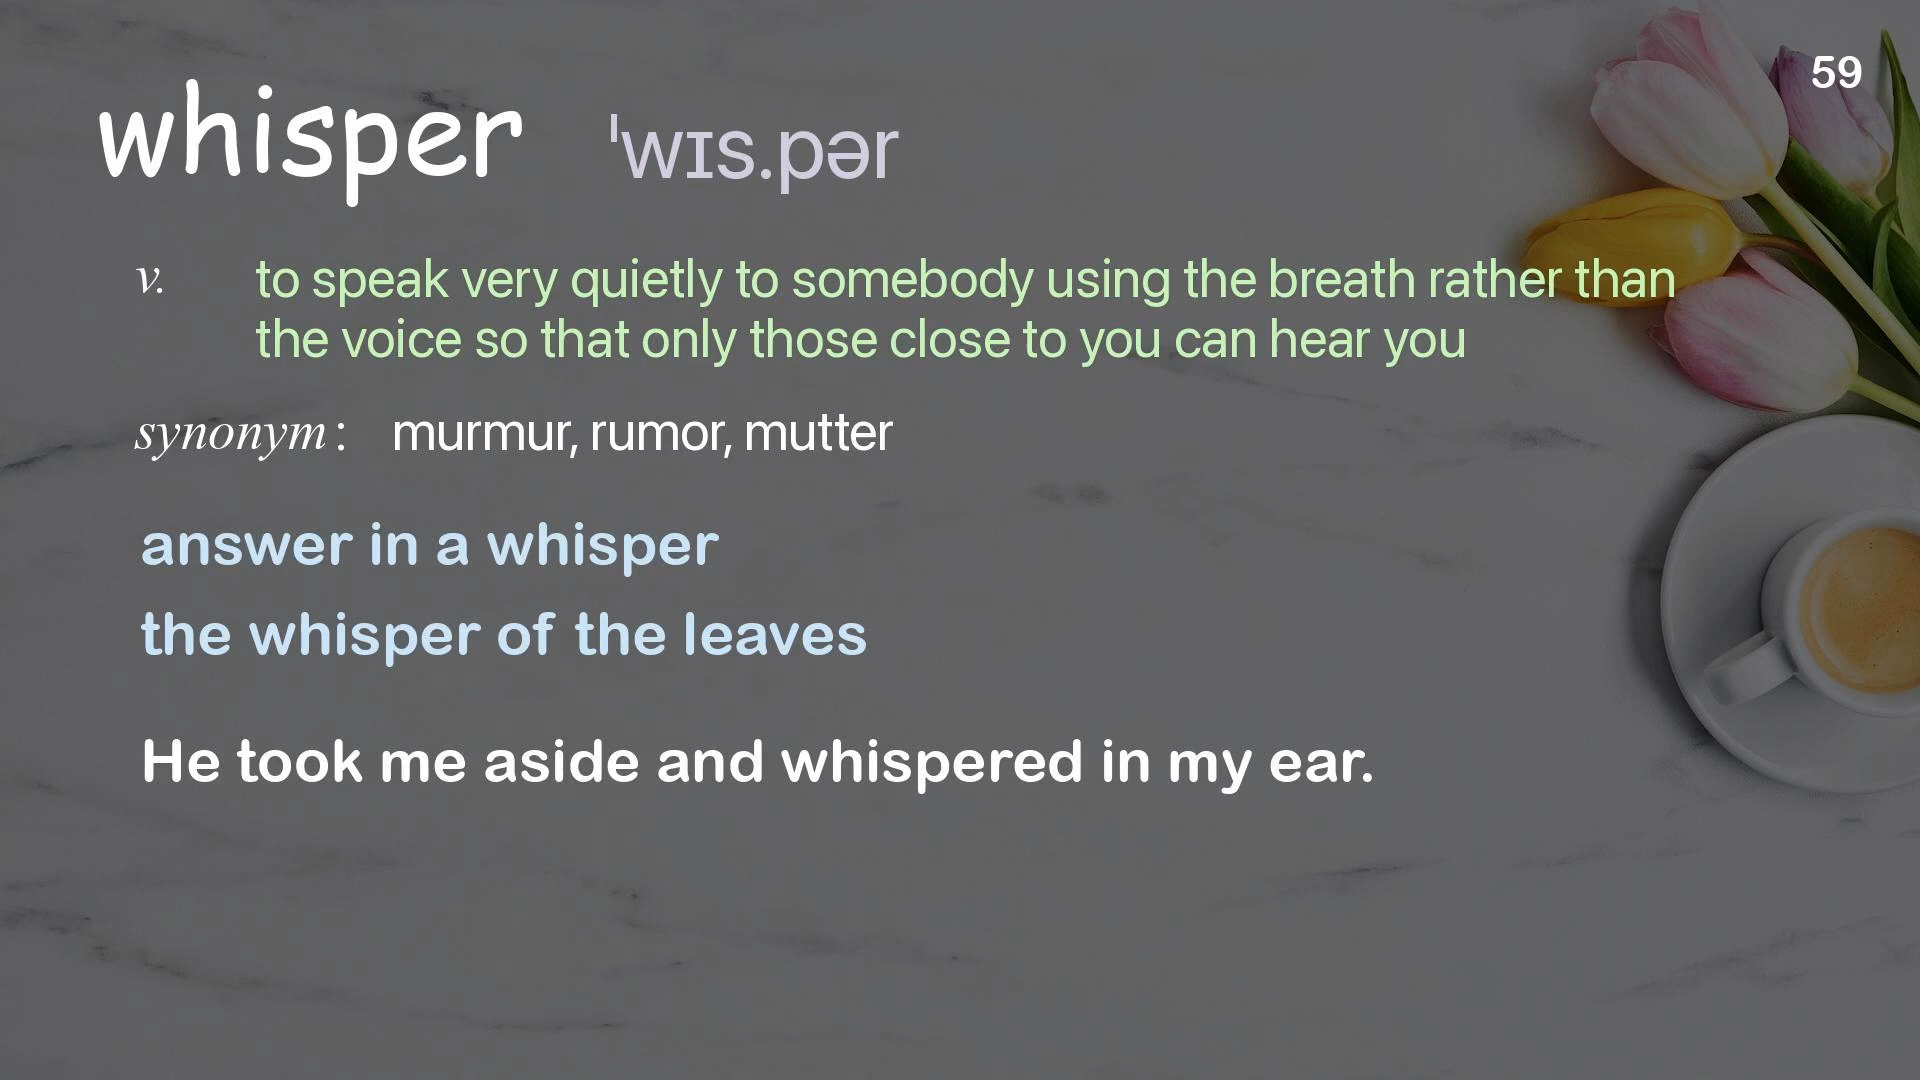 59
whisper ˈwɪs.pər
v. to speak very quietly to somebody using the breath rather than
the voice so that only those close to you can hear you
synonym: murmur, rumor, mutter
answer in a whisper
the whisper of the leaves
He took me aside and whispered in my ear.